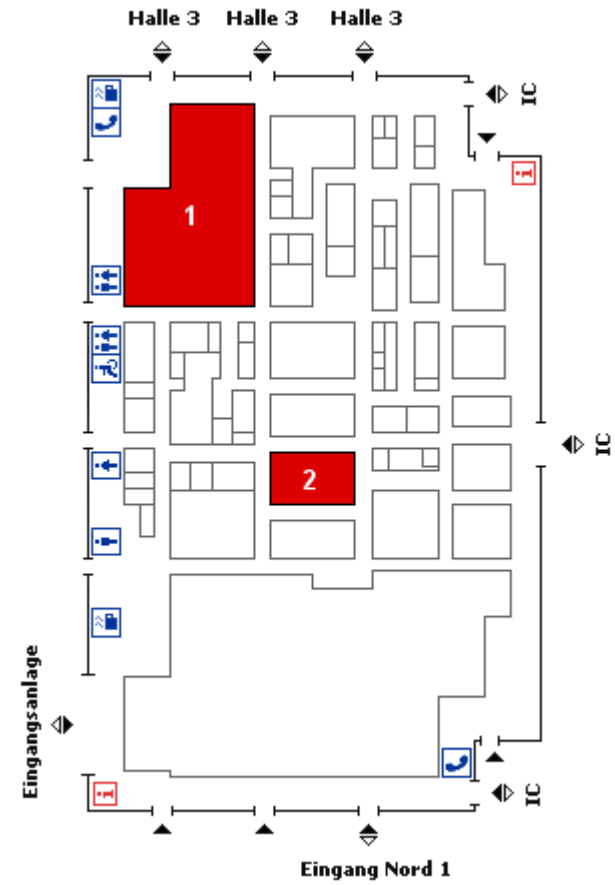 Halle 3 Halle 3 Halle 3
IC
i
1
IC
2
Eingangsanlage
i
IC
Eingang Nord 1